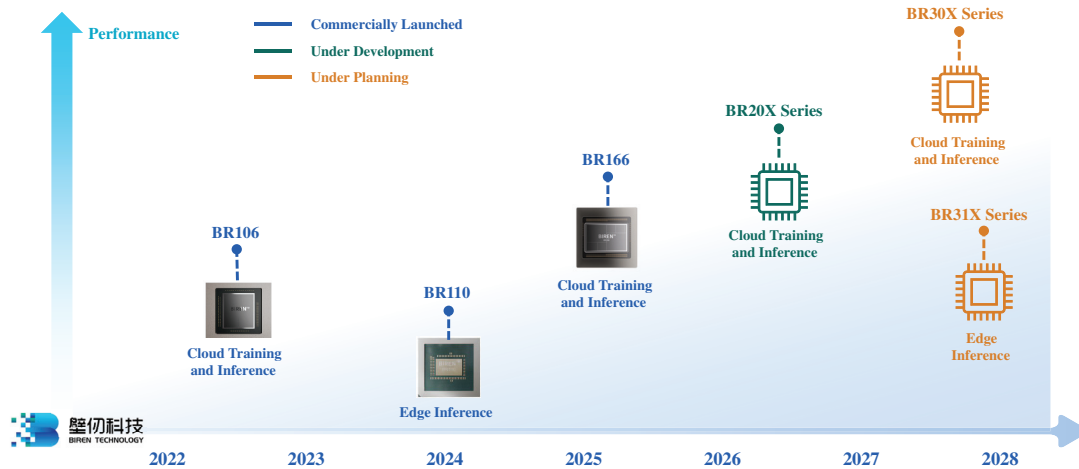 Performance
Commercially Launched
Under Development
Under Planning
BR30X Series
Cloud Training
and Inference
BR20X Series
Cloud Training
and Inference
BR166
BIREN
Cloud Training
and Inference
BR31X Series
Edge
Inference
BR106
BIREN
Cloud Training
and Inference
BR110
Edge Inference
壁仞科技
BIREN TECHNOLOGY
2022
2023
2024
2025
2026
2027
2028